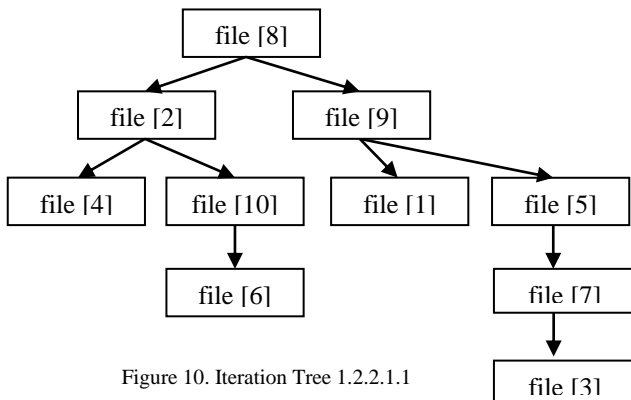 file [8]
file [2]
file [9]
file [4]
file [10]
file [1]
file [5]
file [6]
file [7]
Figure 10. Iteration Tree 1.2.2.1.1
file [3]